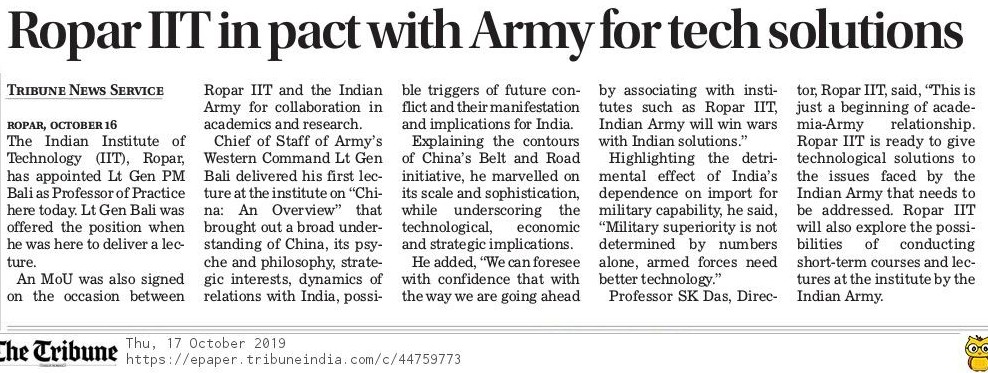 Ropar IIT in pact with Army for tech solutions
TRIBUNE NEWS SERVICE
ROPAR, OCTOBER 16
The Indian Institute of
Technology (IIT), Ropar,
has appointed Lt Gen PM
Bali as Professor of Practice
here today. Lt Gen Bali was
offered the position when
he was here to deliver a lec-
ture.
An MoU was also signed
on the occasion between
Ropar IIT and the Indian
Army for collaboration in
academics and research.
Chief of Staff of Army's
Western Command Lt Gen
Bali delivered his first lec-
ture at the institute on “Chi-
na: An Overview” that
brought out a broad under-
standing of China, its psy-
che and philosophy, strate-
gic interests, dynamics of
relations with India, possi-
ble triggers of future con-
flict and their manifestation
and implications for India.
Explaining the contours
of China's Belt and Road
initiative, he marvelled on
its scale and sophistication,
while underscoring the
technological, economic
and strategic implications.
He added, “We can foresee
with confidence that with
the way we are going ahead
by associating with insti-
tutes such as Ropar IIT,
Indian Army will win wars
with Indian solutions.”
Highlighting the detri-
mental effect of India's
dependence on import for
military capability, he said,
“Military superiority is not
determined by numbers
alone, armed forces need
better technology.”
Professor SK Das, Direc-
tor, Ropar IIT, said, “This is
just a beginning of acade-
mia-Army relationship.
Ropar IIT is ready to give
technological solutions to
the issues faced by the
Indian Army that needs to
be addressed. Ropar IIT
will also explore the possi-
bilities of conducting
short-term courses and lec-
tures at the institute by the
Indian Army.
The Tribune
Thu, 17 October 2019
https://epaper.tribuneindia.com/c/44759773